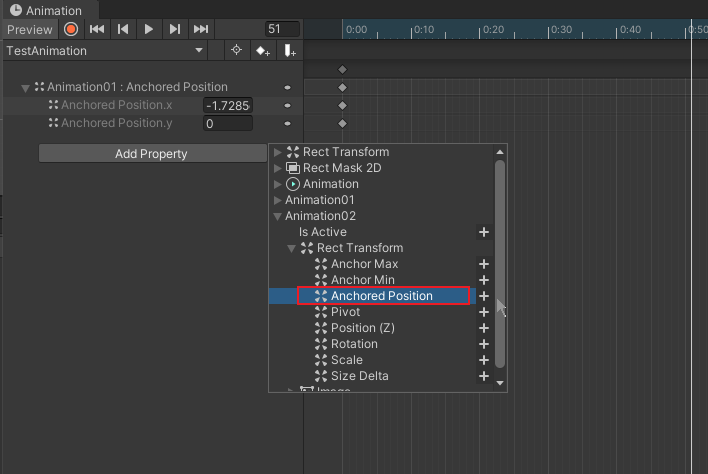 Animation
Preview 51 0:00 0:10 0:20 0:30 0:40 0:50
TestAnimation
Animation01 : Anchored Position
Anchored Position.x -1.7285
Anchored Position.y 0
Add Property
Rect Transform
Rect Mask 2D
Animation
Animation01
Animation02
Is Active
Rect Transform
Anchor Max
Anchor Min
Anchored Position
Pivot
Position (Z)
Rotation
Scale
Size Delta
Image